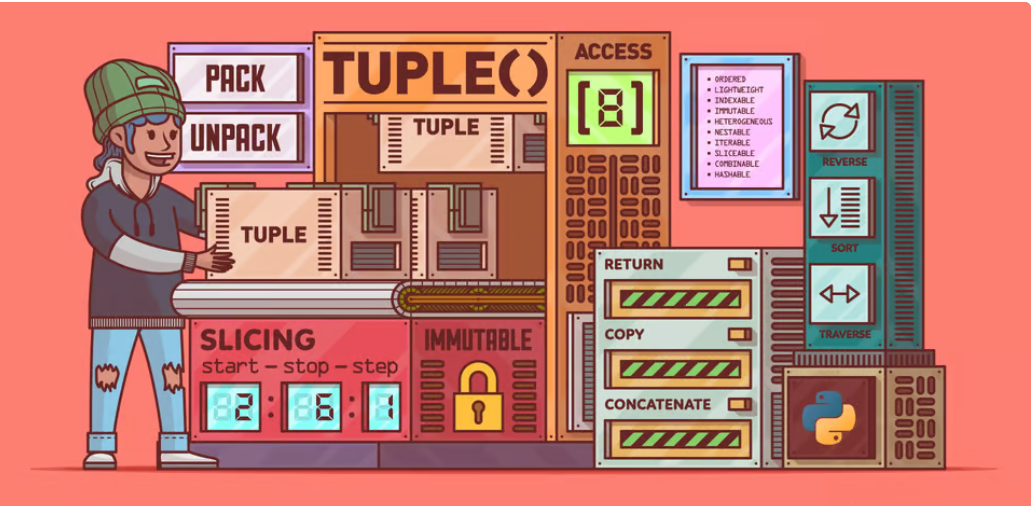 PACK
UNPACK
TUPLE()
TUPLE
TUPLE
ACCESS
[8]
• ORDERED
• LIGHTWEIGHT
• INDEXABLE
• IMMUTABLE
• HETEROGENEOUS
• NESTABLE
• ITERABLE
• SLICEABLE
• COMBINABLE
• HASHABLE
REVERSE
SORT
TRAVERSE
RETURN
COPY
CONCATENATE
SLICING
start - stop - step
2 : 6 : 1
IMMUTABLE